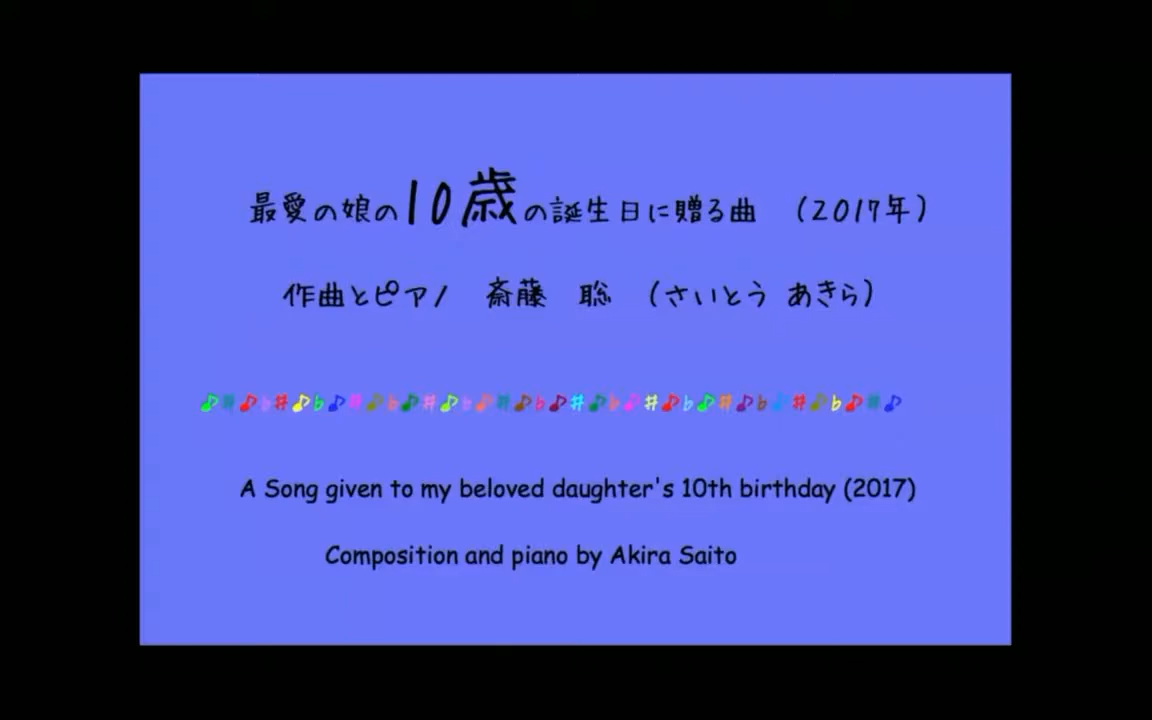 最愛の娘の10歳の誕生日に贈る曲　（2017年）
作曲とピアノ　斎藤　聡　（さいとう あきら）
♪#♪♭#♪♭♪#♪♭♪#♪♭♪#♪♭♪#♪♭♪#♪♭♪#♪♭♪#♪♭♪#♪
A Song given to my beloved daughter's 10th birthday (2017)
Composition and piano by Akira Saito